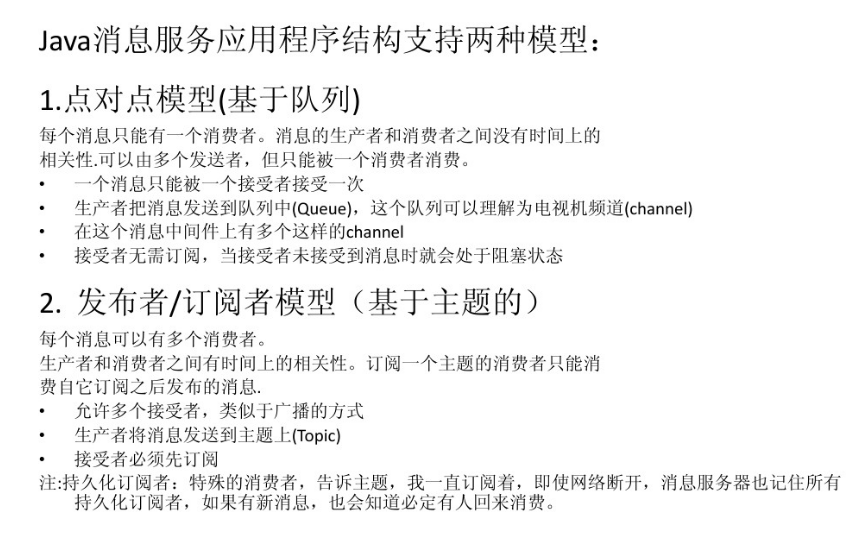 Java消息服务应用程序结构支持两种模型：
1.点对点模型(基于队列)
每个消息只能有一个消费者。消息的生产者和消费者之间没有时间上的
相关性.可以由多个发送者，但只能被一个消费者消费。
• 一个消息只能被一个接受者接受一次
• 生产者把消息发送到队列中(Queue)，这个队列可以理解为电视机频道(channel)
• 在这个消息中间件上有多个这样的channel
• 接受者无需订阅，当接受者未接受到消息时就会处于阻塞状态
2. 发布者/订阅者模型（基于主题的）
每个消息可以有多个消费者。
生产者和消费者之间有时间上的相关性。订阅一个主题的消费者只能消
费自它订阅之后发布的消息.
• 允许多个接受者，类似于广播的方式
• 生产者将消息发送到主题上(Topic)
• 接受者必须先订阅
注:持久化订阅者：特殊的消费者，告诉主题，我一直订阅着，即使网络断开，消息服务器也记住所有
持久化订阅者，如果有新消息，也会知道必定有人回来消费。